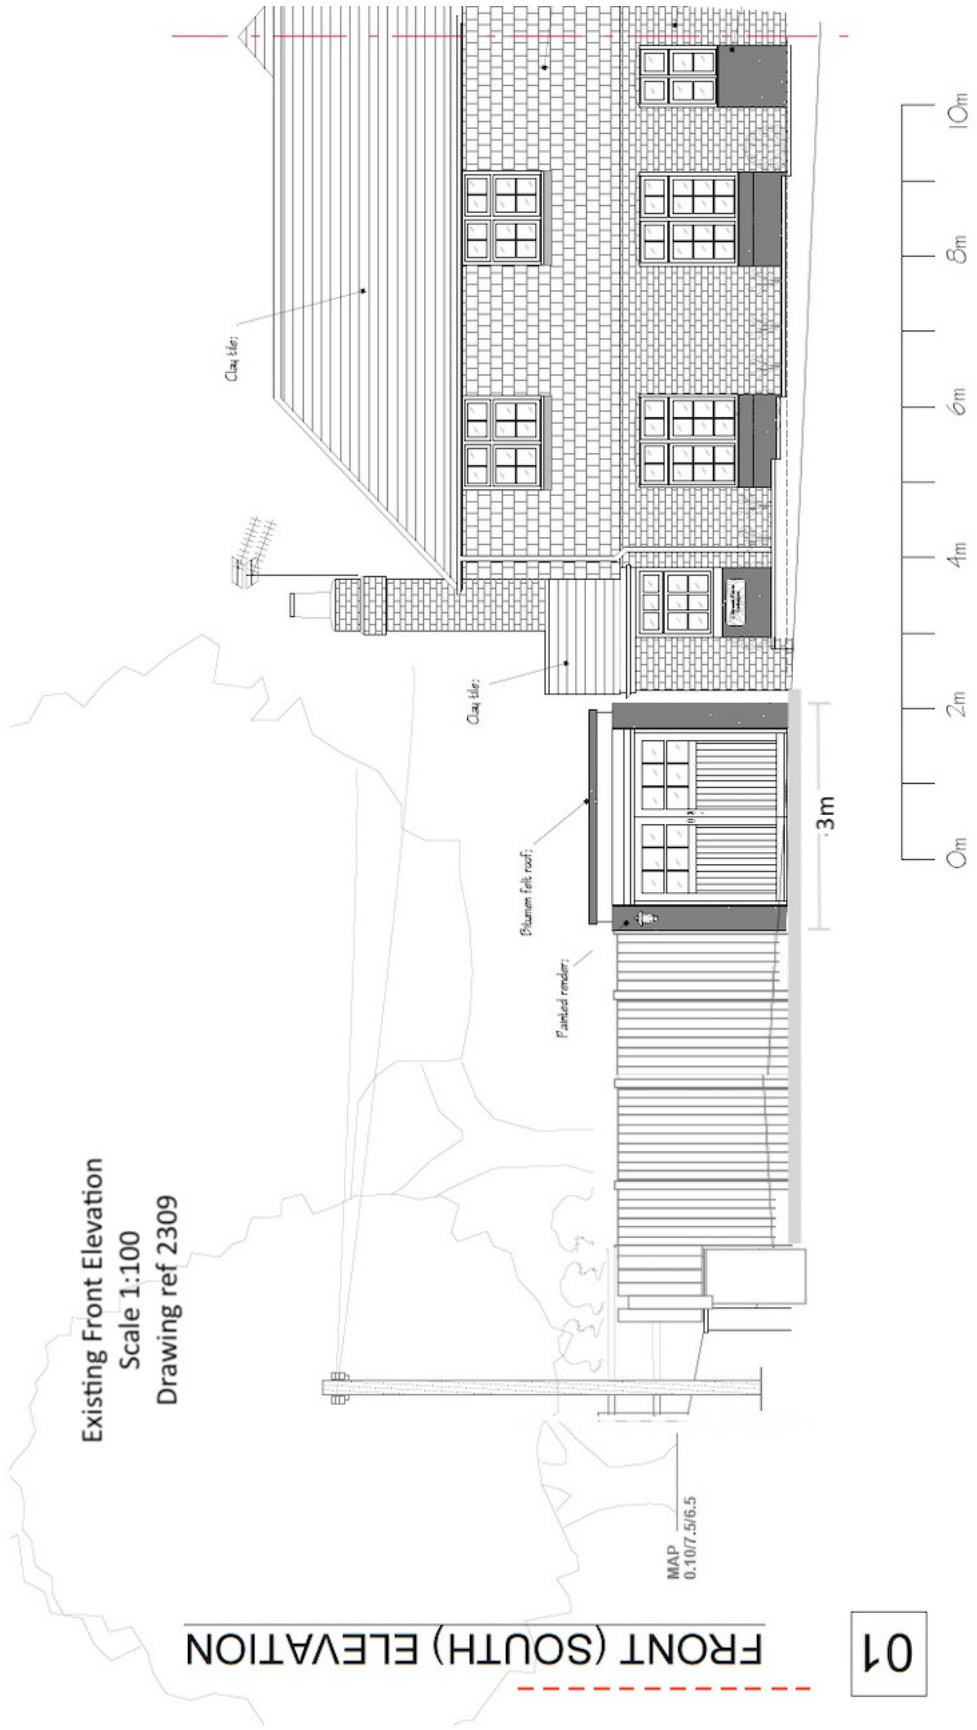 Existing Front Elevation
Scale 1:100
Drawing ref 2309
Clay tile;
Clay tile;
Bitumen felt roof;
Painted render;
3m
MAP
0.10/7.5/6.5
0m
2m
4m
6m
8m
10m
FRONT (SOUTH) ELEVATION
01